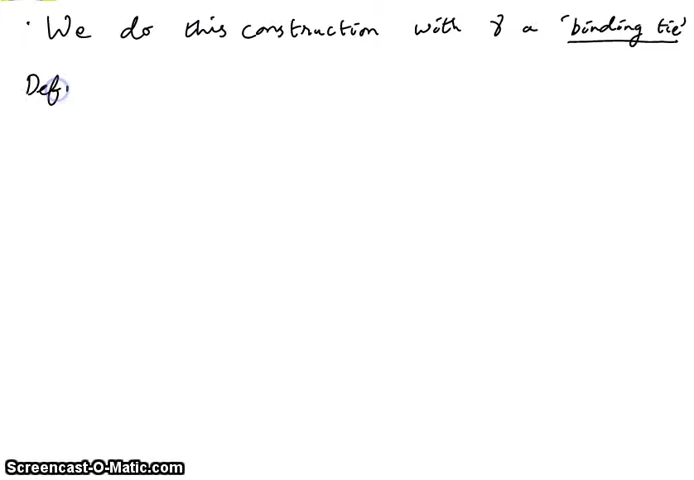 · We do this construction with γ a 'binding tie'
Def.
Screencast-O-Matic.com